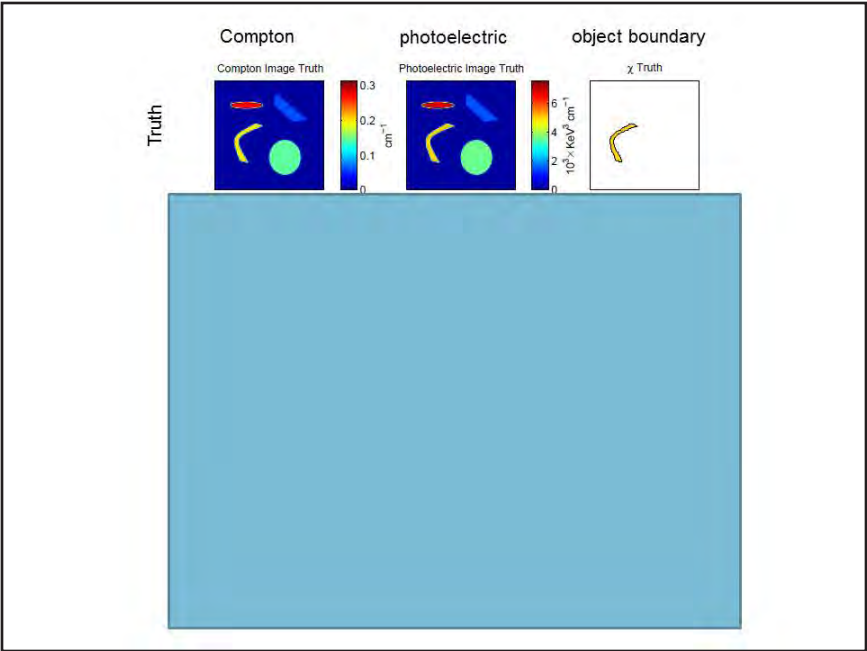 Compton photoelectric object boundary
Compton Image Truth Photoelectric Image Truth χ Truth
Truth
0.3
0.2
0.1
0
cm⁻¹
6
4
2
0
10³× KeV³ cm⁻¹